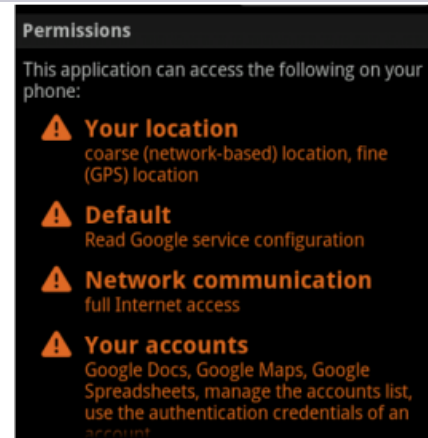 Permissions
This application can access the following on your
phone:
Your location
coarse (network-based) location, fine
(GPS) location
Default
Read Google service configuration
Network communication
full Internet access
Your accounts
Google Docs, Google Maps, Google
Spreadsheets, manage the accounts list,
use the authentication credentials of an
account